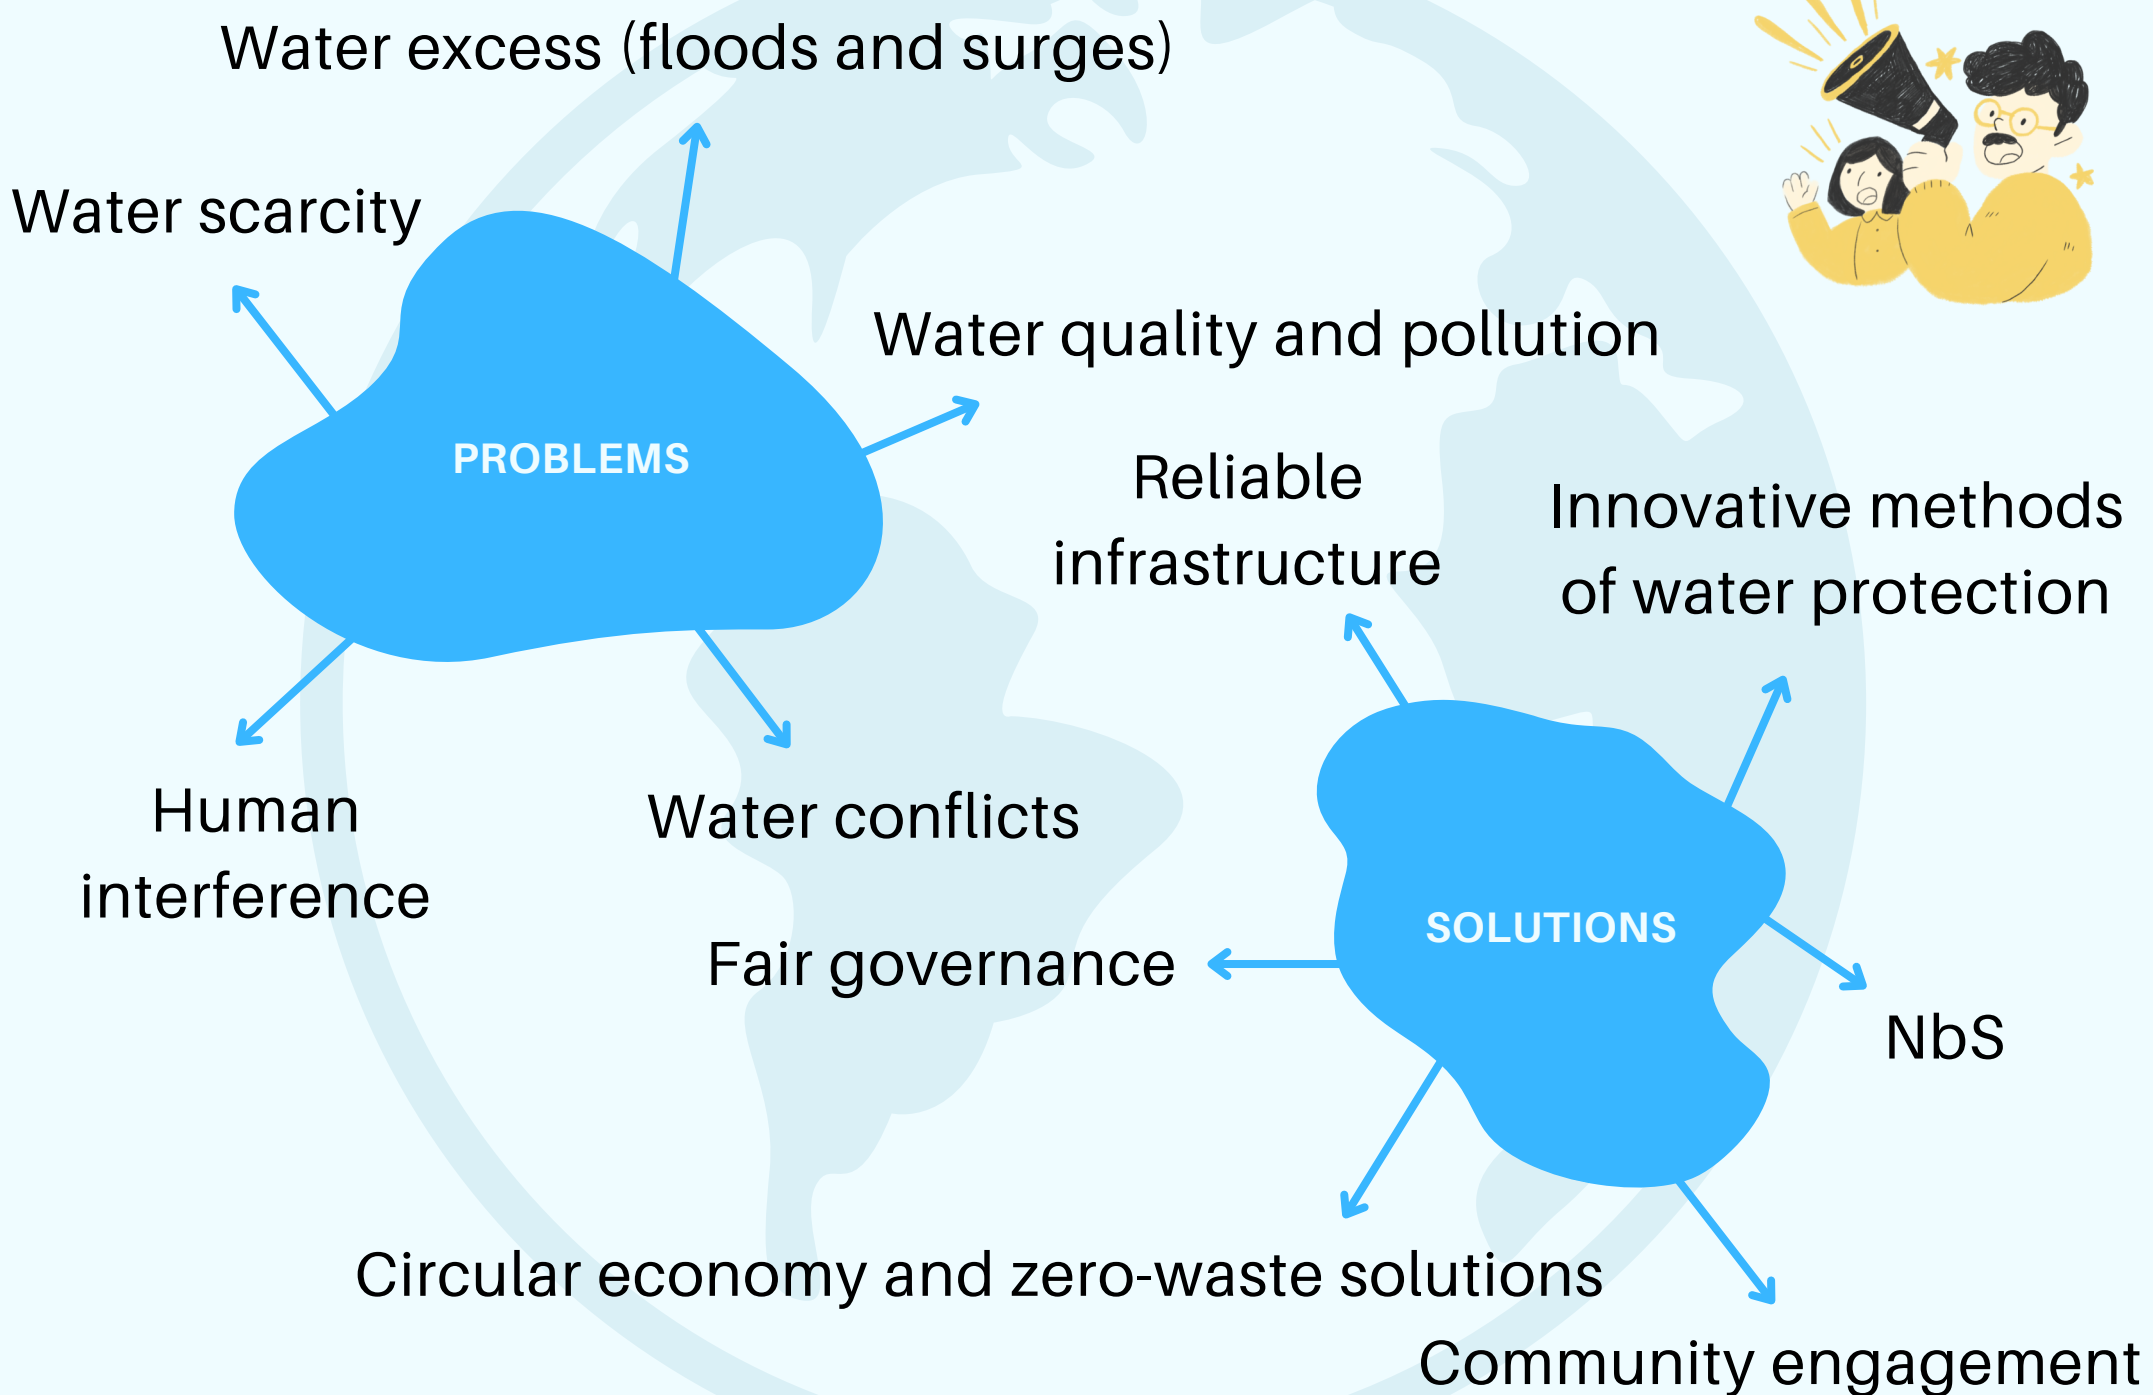 Water excess (floods and surges)
Water scarcity
Water quality and pollution
PROBLEMS
Human
interference
Water conflicts
Reliable
infrastructure
Innovative methods
of water protection
SOLUTIONS
Fair governance
NbS
Circular economy and zero-waste solutions
Community engagement